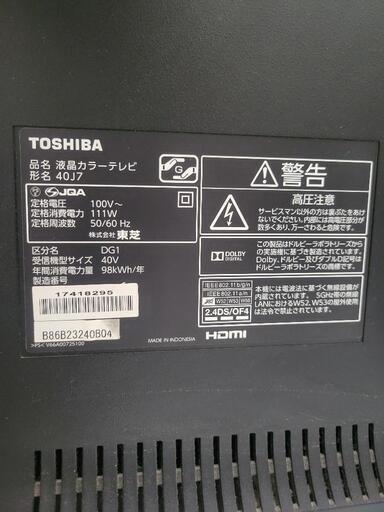 TOSHIBA
品名 液晶カラーテレビ
形名 40J7
G
JQA
定格電圧 100V~
定格消費電力 111W
定格周波数 50/60 Hz
株式会社 東芝
区分名 DG1
受信機型サイズ 40V
年間消費電力量 98kWh/年
製造番号
17418295
B86B23240B04
>PS< V66A00725100
警告
高圧注意
サービスマン以外の方は裏ぶたをあけ
ないでください。内部には高電圧部分が
数多くあり、万一さわると危険です。
DOLBY
DIGITAL
この製品はドルビーラボラトリーズからの
実施権に基づき製造されています。
Dolby、ドルビー及びダブルD記号は
ドルビーラボラトリーズの商標です。
IEEE802.11b/g/n
IEEE802.11a/n
W52 W53 W56
2.4DS/OF4
本機には電波法に基づく無線設備が
内蔵されています。5GHz帯の無線
LANにおけるW52、W53の屋外使用
は法令により禁止されています。
MADE IN INDONESIA
HDMI